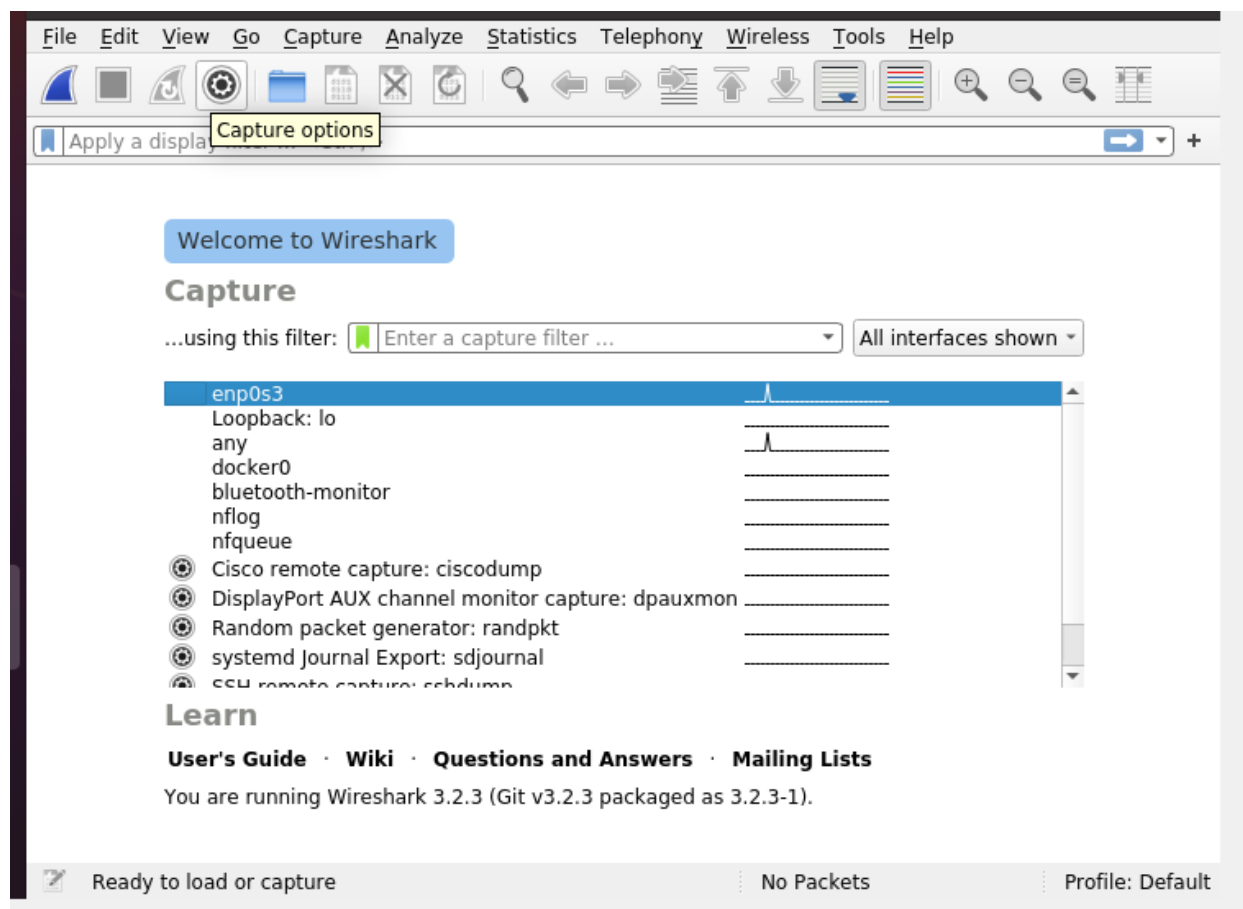 File Edit View Go Capture Analyze Statistics Telephony Wireless Tools Help
Capture options
Apply a display
Welcome to Wireshark
Capture
...using this filter: Enter a capture filter ... All interfaces shown
enp0s3
Loopback: lo
any
docker0
bluetooth-monitor
nflog
nfqueue
Cisco remote capture: ciscodump
DisplayPort AUX channel monitor capture: dpauxmon
Random packet generator: randpkt
systemd Journal Export: sdjournal
SSH remote capture: sshdump
Learn
User's Guide · Wiki · Questions and Answers · Mailing Lists
You are running Wireshark 3.2.3 (Git v3.2.3 packaged as 3.2.3-1).
Ready to load or capture No Packets Profile: Default